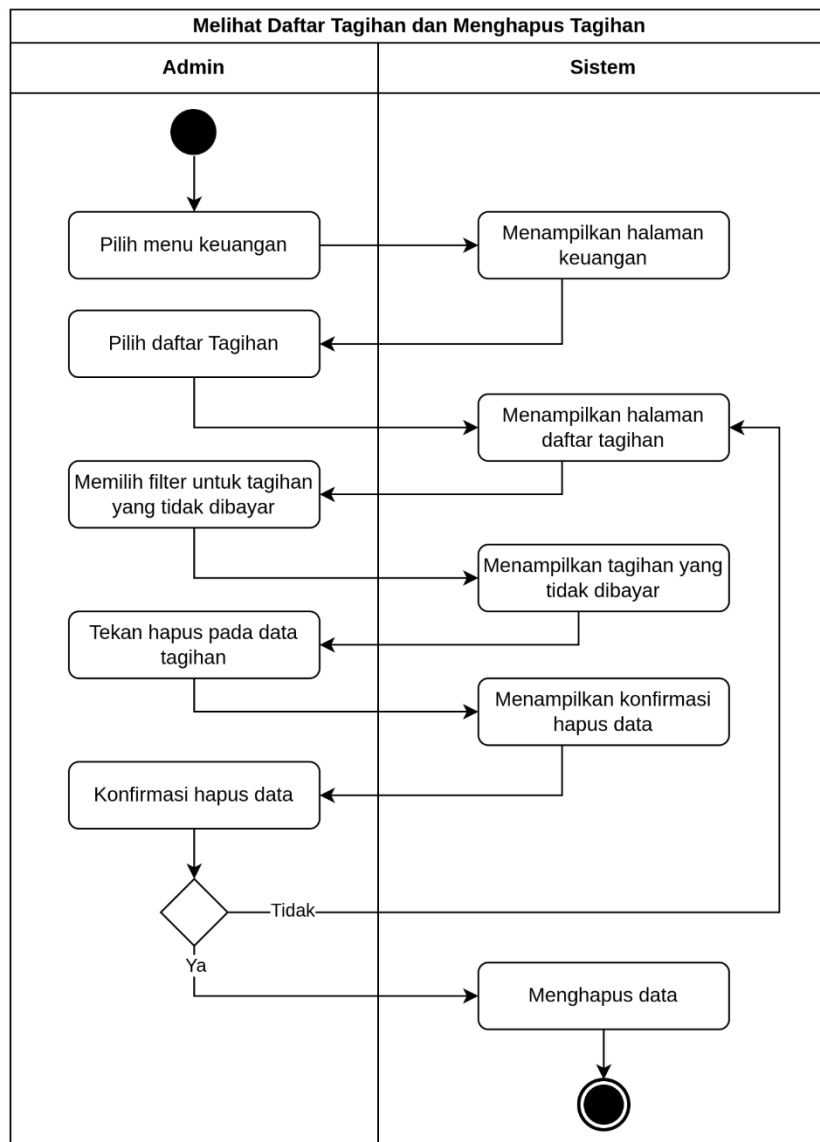 Melihat Daftar Tagihan dan Menghapus Tagihan
Admin
Sistem
Pilih menu keuangan
Menampilkan halaman
keuangan
Pilih daftar Tagihan
Menampilkan halaman
daftar tagihan
Memilih filter untuk tagihan
yang tidak dibayar
Menampilkan tagihan yang
tidak dibayar
Tekan hapus pada data
tagihan
Menampilkan konfirmasi
hapus data
Konfirmasi hapus data
Tidak
Ya
Menghapus data